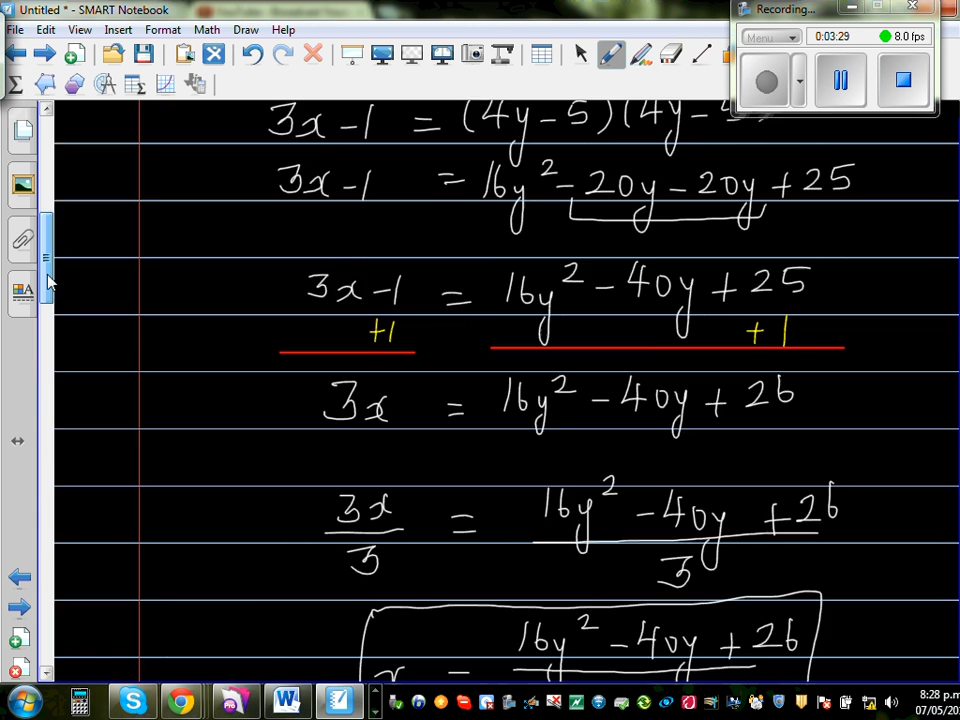 Untitled * - SMART Notebook
Recording...
File Edit View Insert Format Math Draw Help
Menu 0:03:29 8.0 fps
3x -1 = (4y - 5)(4y -
3x -1 = 16y² - 20y - 20y + 25
3x -1 = 16y² - 40y + 25
+1 + 1
3x = 16y² - 40y + 26
3x = 16y² - 40y + 26
3 3
16y² - 40y + 26
x =
8:28 p.m
07/05/20